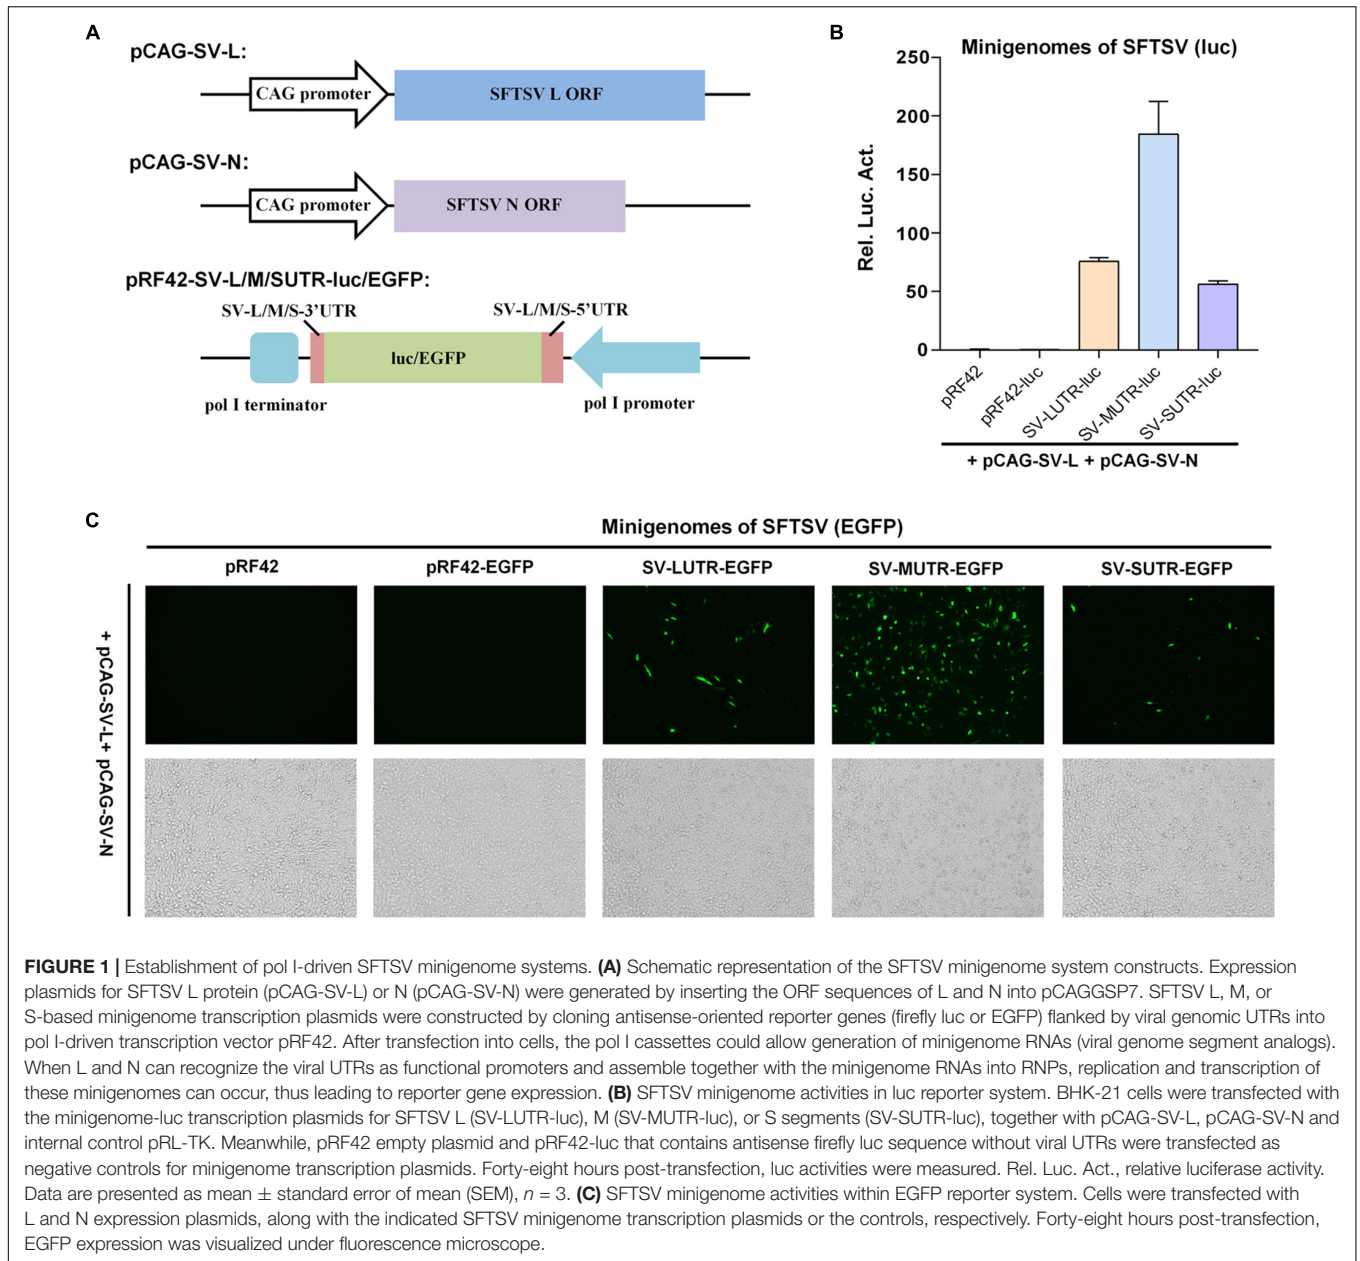 A
pCAG-SV-L:
CAG promoter
SFTSV L ORF
pCAG-SV-N:
CAG promoter
SFTSV N ORF
pRF42-SV-L/M/SUTR-luc/EGFP:
SV-L/M/S-3'UTR
SV-L/M/S-5'UTR
luc/EGFP
pol I terminator
pol I promoter
B
Minigenomes of SFTSV (luc)
Rel. Luc. Act.
250
200
150
100
50
0
pRF42
pRF42-luc
SV-LUTR-luc
SV-MUTR-luc
SV-SUTR-luc
+ pCAG-SV-L + pCAG-SV-N
C
Minigenomes of SFTSV (EGFP)
pRF42
pRF42-EGFP
SV-LUTR-EGFP
SV-MUTR-EGFP
SV-SUTR-EGFP
+ pCAG-SV-L+ pCAG-SV-N
FIGURE 1 | Establishment of pol I-driven SFTSV minigenome systems. (A) Schematic representation of the SFTSV minigenome system constructs. Expression
plasmids for SFTSV L protein (pCAG-SV-L) or N (pCAG-SV-N) were generated by inserting the ORF sequences of L and N into pCAGGSP7. SFTSV L, M, or
S-based minigenome transcription plasmids were constructed by cloning antisense-oriented reporter genes (firefly luc or EGFP) flanked by viral genomic UTRs into
pol I-driven transcription vector pRF42. After transfection into cells, the pol I cassettes could allow generation of minigenome RNAs (viral genome segment analogs).
When L and N can recognize the viral UTRs as functional promoters and assemble together with the minigenome RNAs into RNPs, replication and transcription of
these minigenomes can occur, thus leading to reporter gene expression. (B) SFTSV minigenome activities in luc reporter system. BHK-21 cells were transfected with
the minigenome-luc transcription plasmids for SFTSV L (SV-LUTR-luc), M (SV-MUTR-luc), or S segments (SV-SUTR-luc), together with pCAG-SV-L, pCAG-SV-N and
internal control pRL-TK. Meanwhile, pRF42 empty plasmid and pRF42-luc that contains antisense firefly luc sequence without viral UTRs were transfected as
negative controls for minigenome transcription plasmids. Forty-eight hours post-transfection, luc activities were measured. Rel. Luc. Act., relative luciferase activity.
Data are presented as mean ± standard error of mean (SEM), n = 3. (C) SFTSV minigenome activities within EGFP reporter system. Cells were transfected with
L and N expression plasmids, along with the indicated SFTSV minigenome transcription plasmids or the controls, respectively. Forty-eight hours post-transfection,
EGFP expression was visualized under fluorescence microscope.